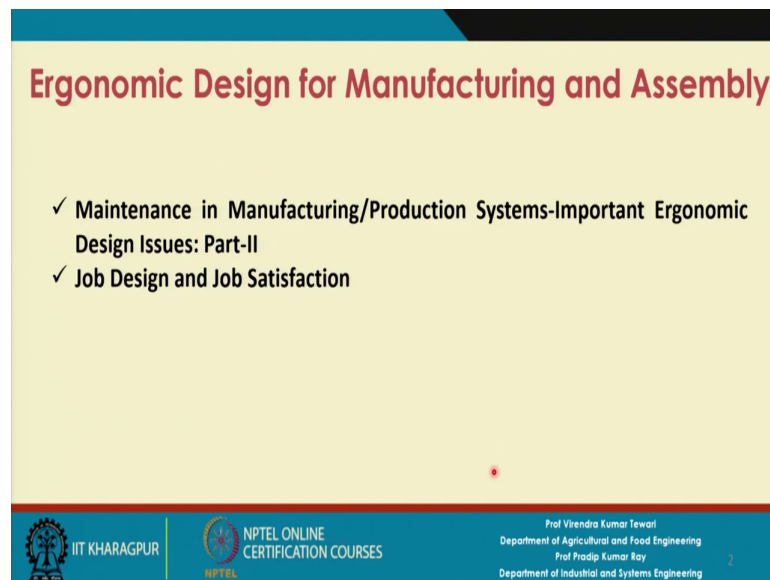 Ergonomic Design for Manufacturing and Assembly
✓ Maintenance in Manufacturing/Production Systems-Important Ergonomic
Design Issues: Part-II
✓ Job Design and Job Satisfaction
IIT KHARAGPUR
NPTEL
NPTEL ONLINE
CERTIFICATION COURSES
Prof Virendra Kumar Tewari
Department of Agricultural and Food Engineering
Prof Pradip Kumar Ray
Department of Industrial and Systems Engineering
2